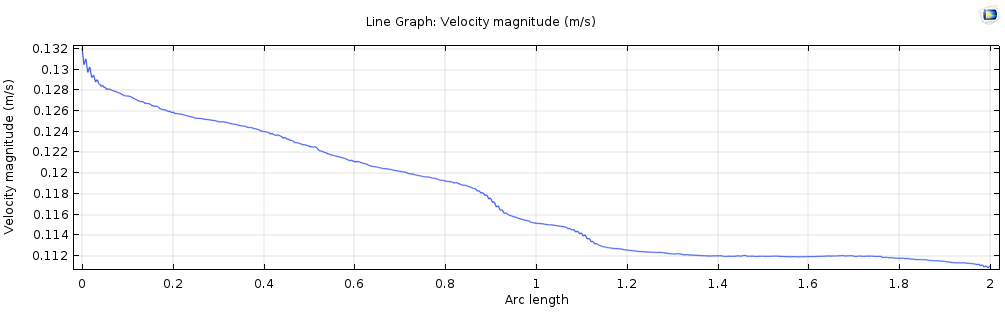 Line Graph: Velocity magnitude (m/s)
Velocity magnitude (m/s)
0.132
0.13
0.128
0.126
0.124
0.122
0.12
0.118
0.116
0.114
0.112
0 0.2 0.4 0.6 0.8 1 1.2 1.4 1.6 1.8 2
Arc length